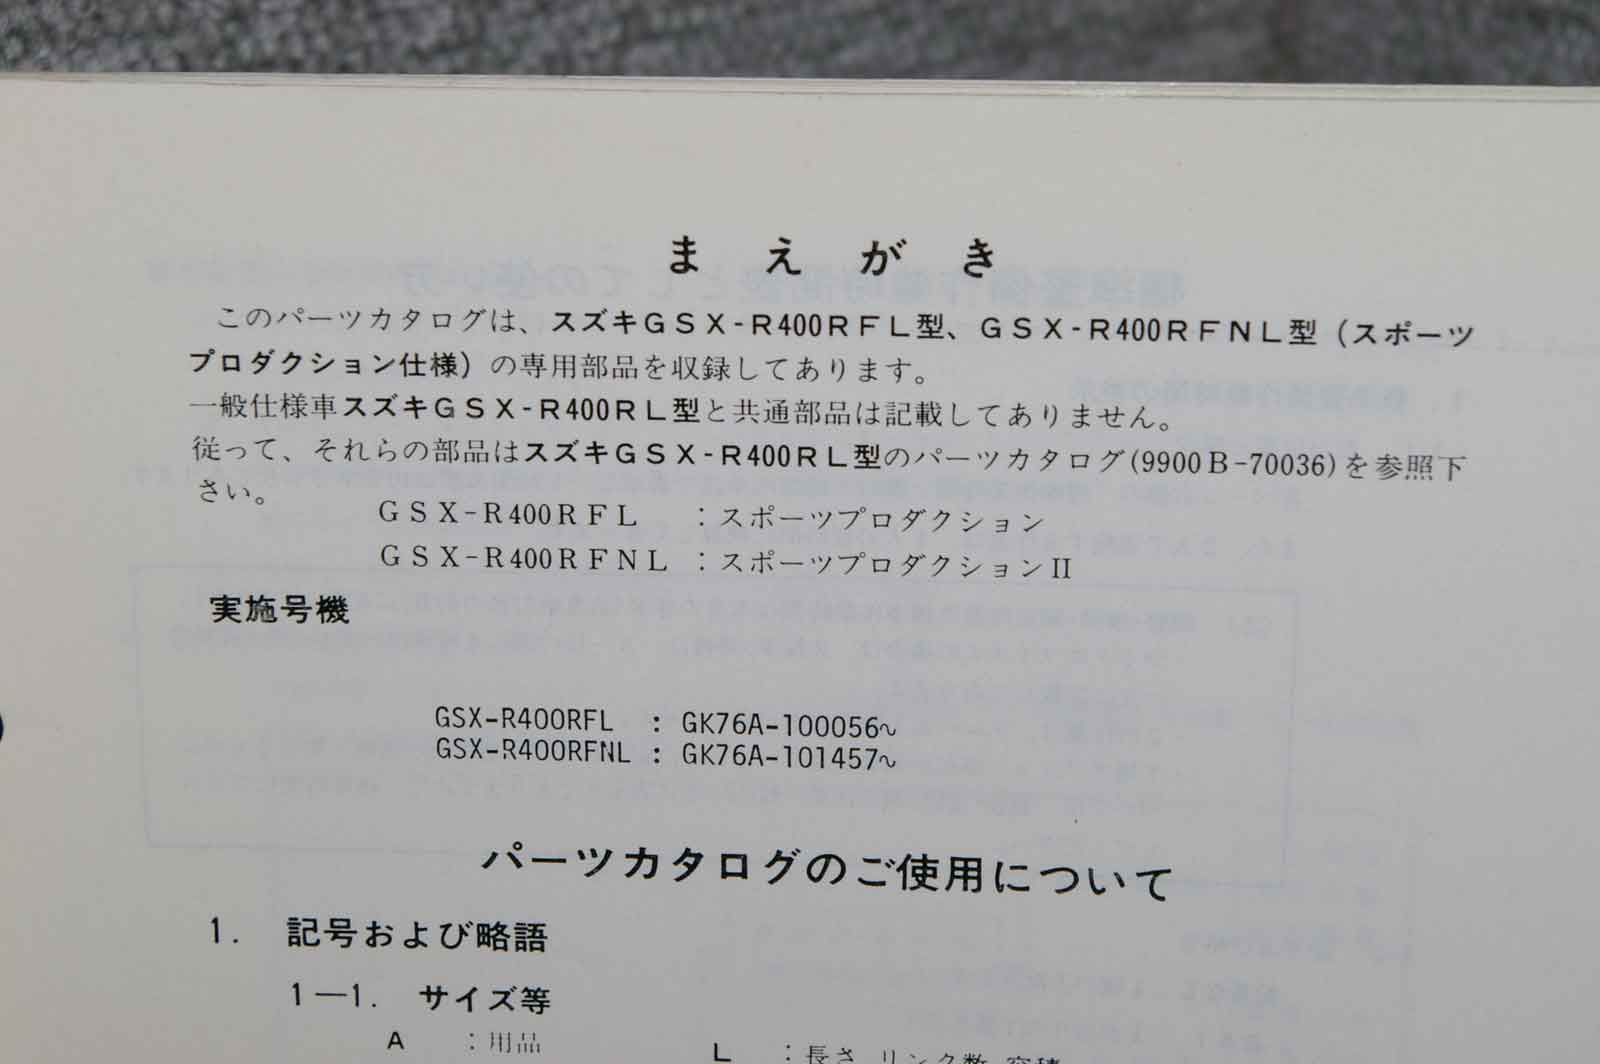 まえがき
このパーツカタログは、スズキGSX-R400RFL型、GSX-R400RFNL型（スポーツ
プロダクション仕様）の専用部品を収録してあります。
一般仕様車スズキGSX-R400RL型と共通部品は記載してありません。
従って、それらの部品はスズキGSX-R400RL型のパーツカタログ(9900B-70036)を参照下
さい。
GSX-R400RFL ：スポーツプロダクション
GSX-R400RFNL ：スポーツプロダクションII
実施号機
GSX-R400RFL : GK76A-100056~
GSX-R400RFNL : GK76A-101457~
パーツカタログのご使用について
1. 記号および略語
1—1. サイズ等
A ：用品
L ：長さ リンク数 容積